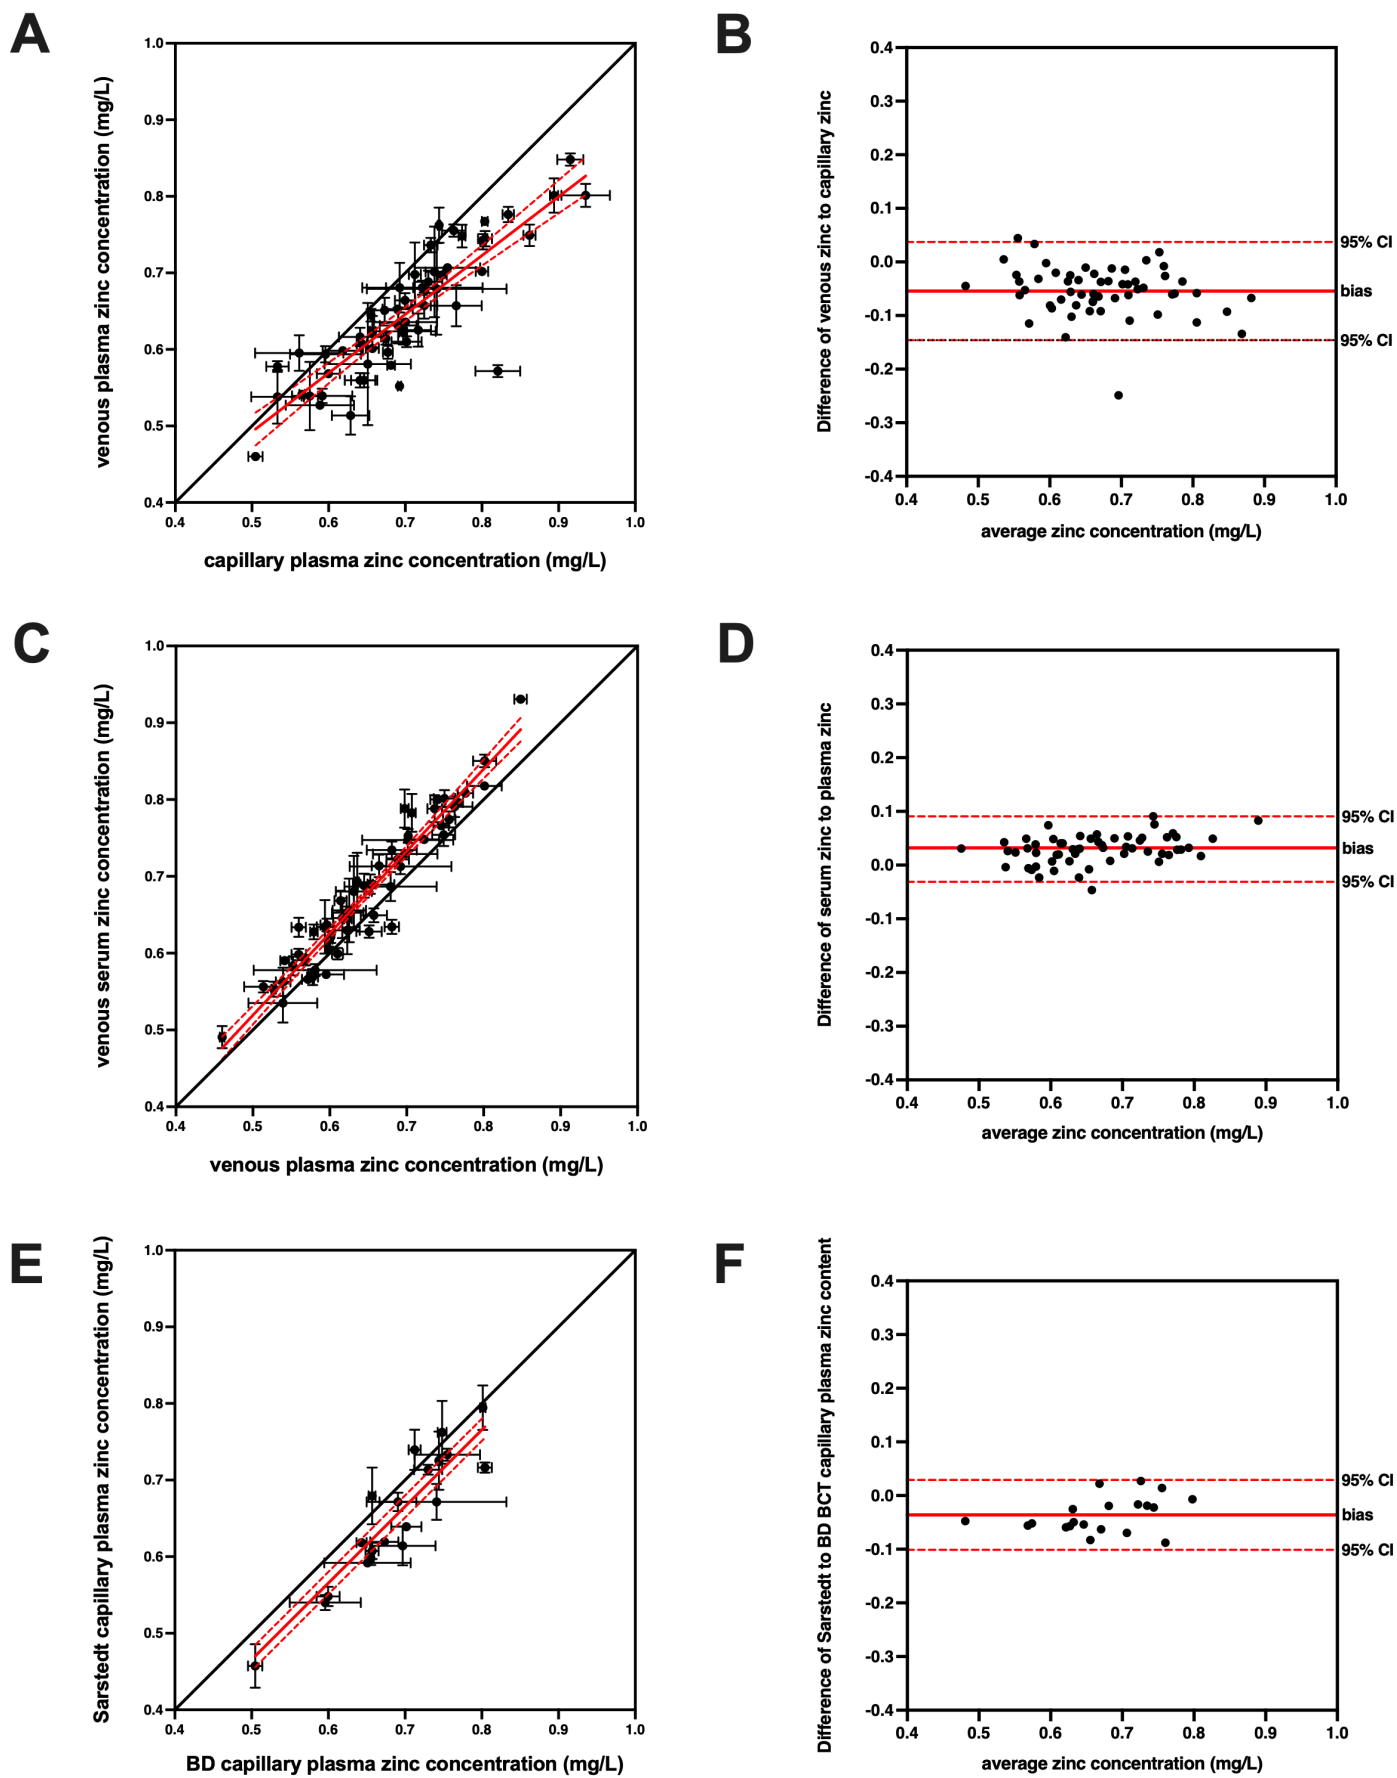 A
venous plasma zinc concentration (mg/L)
1.0
0.9
0.8
0.7
0.6
0.5
0.4
0.4 0.5 0.6 0.7 0.8 0.9 1.0
capillary plasma zinc concentration (mg/L)
B
Difference of venous zinc to capillary zinc
0.4
0.3
0.2
0.1
0.0
-0.1
-0.2
-0.3
-0.4
95% CI
bias
95% CI
0.4 0.5 0.6 0.7 0.8 0.9 1.0
average zinc concentration (mg/L)
C
venous serum zinc concentration (mg/L)
1.0
0.9
0.8
0.7
0.6
0.5
0.4
0.4 0.5 0.6 0.7 0.8 0.9 1.0
venous plasma zinc concentration (mg/L)
D
Difference of serum zinc to plasma zinc
0.4
0.3
0.2
0.1
0.0
-0.1
-0.2
-0.3
-0.4
95% CI
bias
95% CI
0.4 0.5 0.6 0.7 0.8 0.9 1.0
average zinc concentration (mg/L)
E
Sarstedt capillary plasma zinc concentration (mg/L)
1.0
0.9
0.8
0.7
0.6
0.5
0.4
0.4 0.5 0.6 0.7 0.8 0.9 1.0
BD capillary plasma zinc concentration (mg/L)
F
Difference of Sarstedt to BD BCT capillary plasma zinc content
0.4
0.3
0.2
0.1
0.0
-0.1
-0.2
-0.3
-0.4
95% CI
bias
95% CI
0.4 0.5 0.6 0.7 0.8 0.9 1.0
average zinc concentration (mg/L)